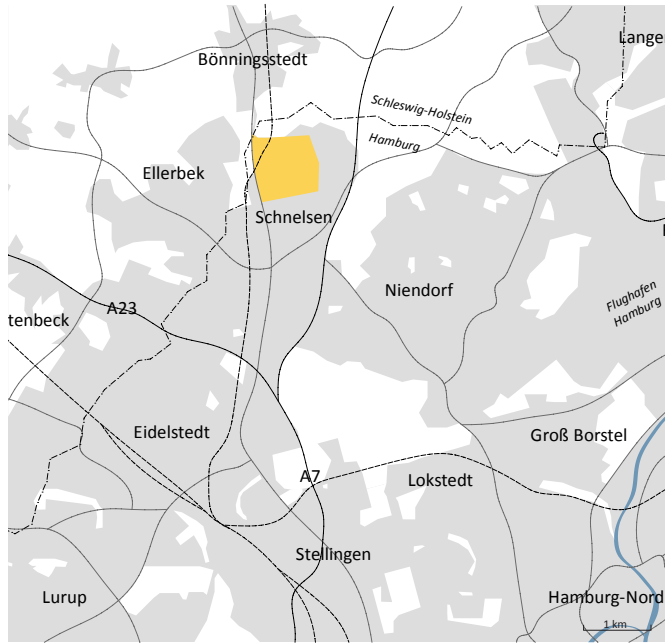 Lange
Bönningsstedt
Schleswig-Holstein
Hamburg
Ellerbek
Schnelsen
Niendorf
Flughafen
Hamburg
A23
tenbeck
Eidelstedt
Groß Borstel
A7
Lokstedt
Stellingen
Lurup
Hamburg-Nord
1 km